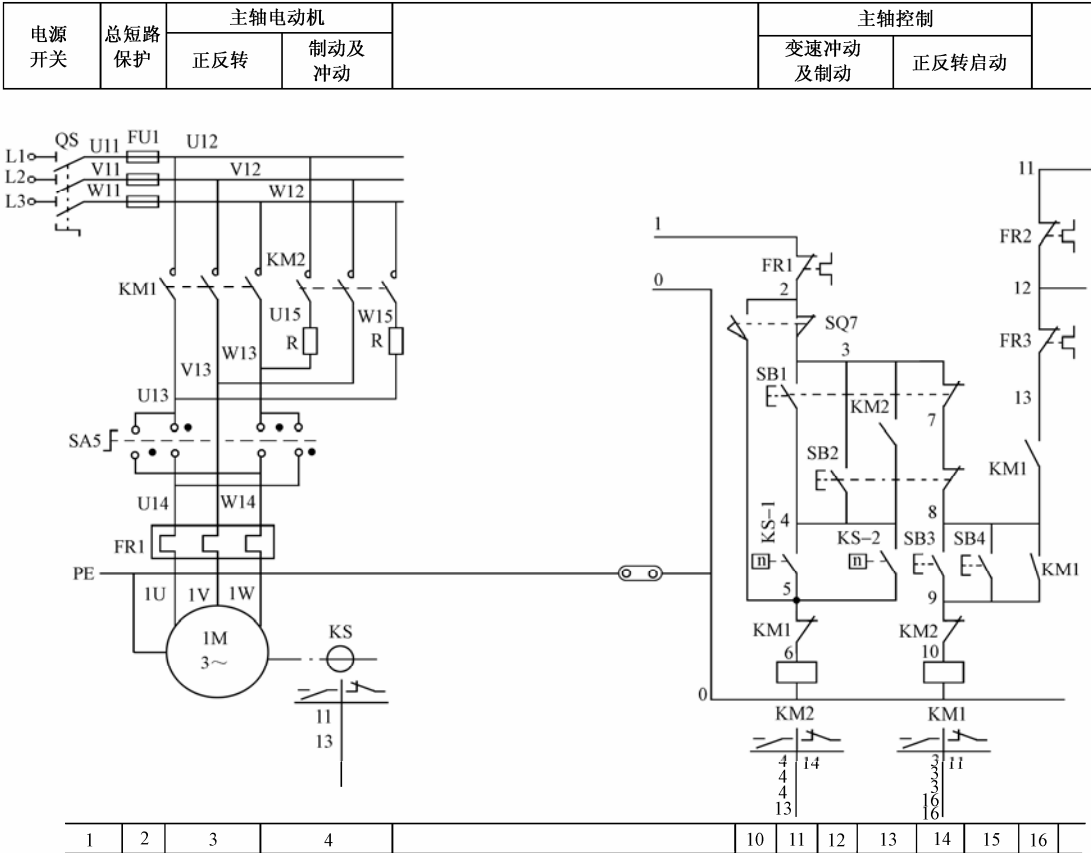 电源
开关
总短路
保护
主轴电动机
正反转
制动及
冲动
主轴控制
变速冲动
及制动
正反转启动
QS
FU1
L1
U11
U12
L2
V11
V12
L3
W11
W12
11
1
FR2
KM2
FR1
KM1
0
2
12
U15
W15
SQ7
R
R
FR3
W13
3
V13
SB1
U13
KM2
13
7
SA5
SB2
KM1
U14
W14
8
4
KS-1
KS-2
SB3
SB4
FR1
n
n
KM1
PE
1U
1V
1W
5
9
1M
3~
KS
KM1
KM2
6
10
0
11
13
KM2
KM1
4
14
4
4
13
3
11
3
3
16
16
1 2 3 4 10 11 12 13 14 15 16